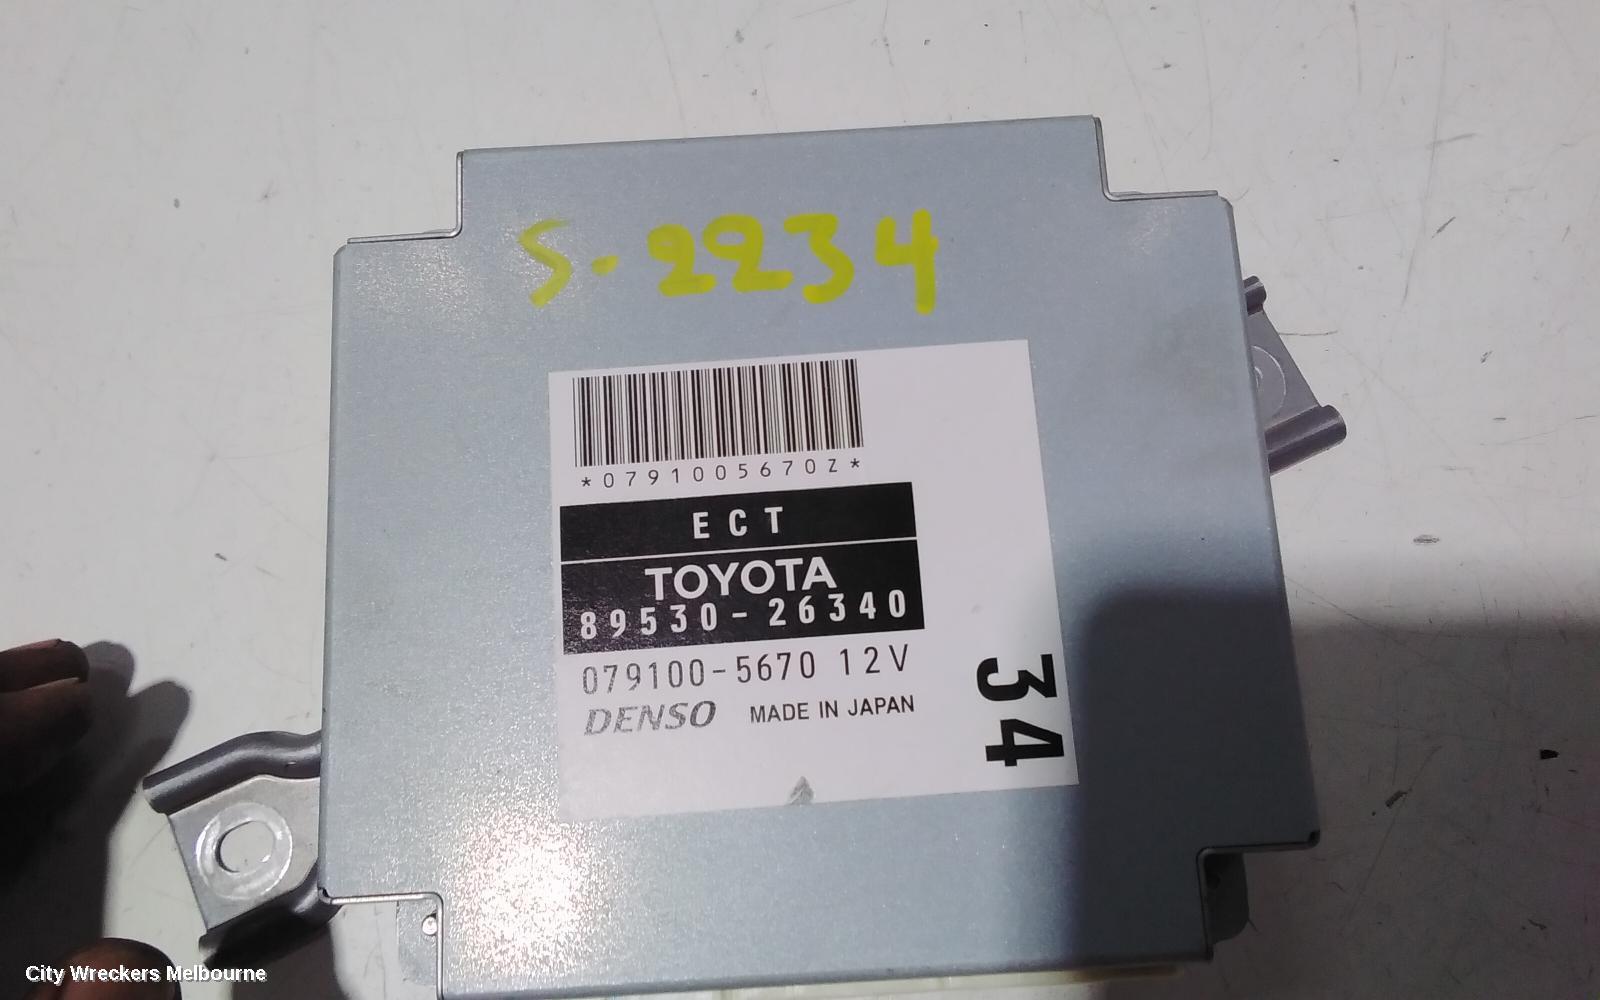 S-2234
*0791005670Z*
ECT
TOYOTA
89530-26340
079100-5670 12V
DENSO MADE IN JAPAN
34
City Wreckers Melbourne